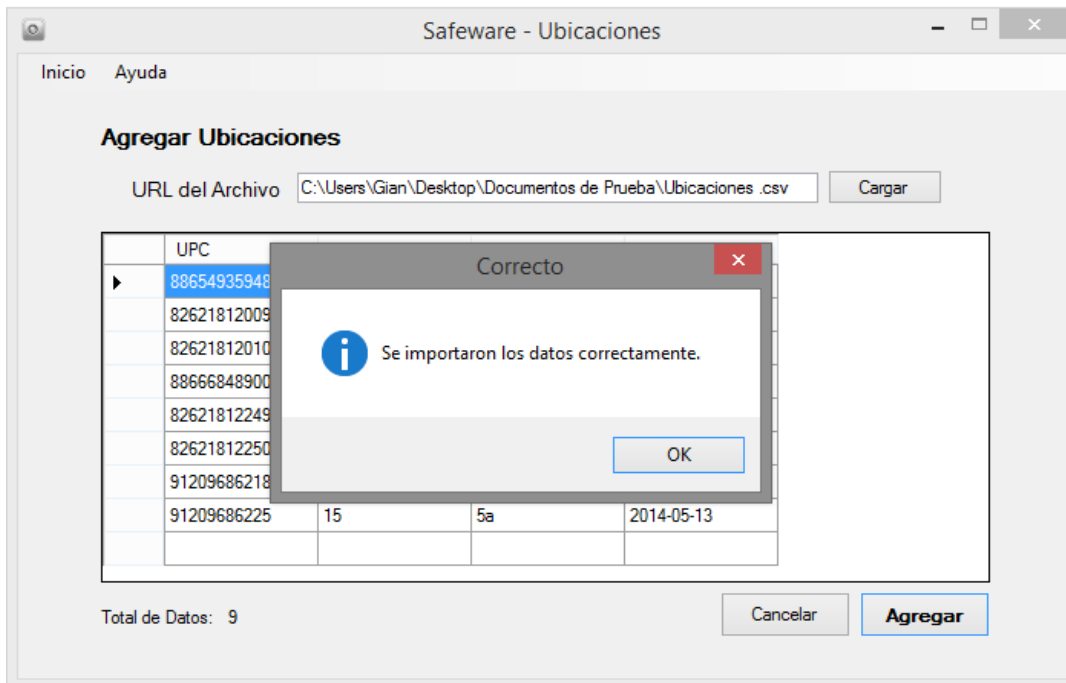 Safeware - Ubicaciones
Inicio Ayuda
Agregar Ubicaciones
URL del Archivo C:\Users\Gian\Desktop\Documentos de Prueba\Ubicaciones .csv Cargar
UPC
Correcto
88654935948
82621812009
82621812010
Se importaron los datos correctamente.
88666848900
82621812249
82621812250
OK
91209686218
91209686225 15 5a 2014-05-13
Total de Datos: 9 Cancelar Agregar